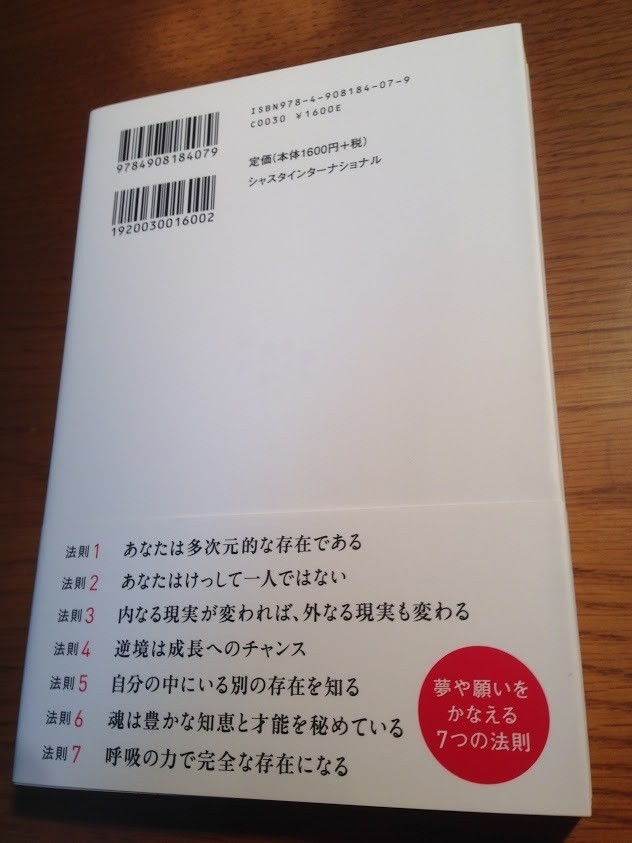 ISBN978-4-908184-07-9
C0030 ¥1600E
9784908184079
定価(本体1600円+税)
シャスタインターナショナル
1920030016002
法則1 あなたは多次元的な存在である
法則2 あなたはけっして一人ではない
法則3 内なる現実が変われば、外なる現実も変わる
法則4 逆境は成長へのチャンス
法則5 自分の中にいる別の存在を知る
法則6 魂は豊かな知恵と才能を秘めている
法則7 呼吸の力で完全な存在になる
夢や願いを
かなえる
7つの法則